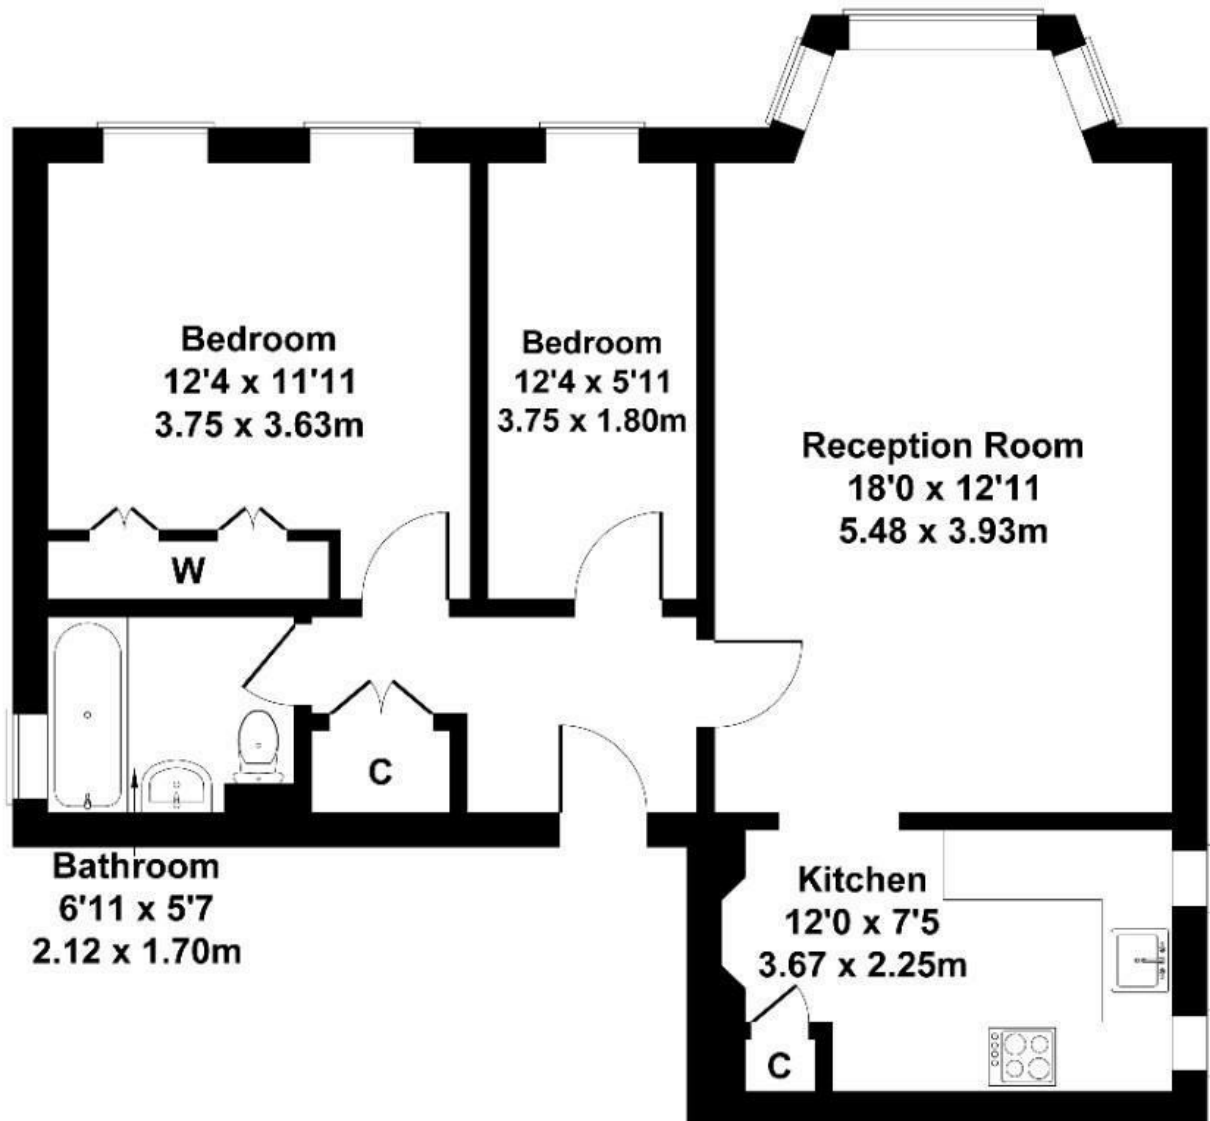 Bedroom
12'4 x 11'11
3.75 x 3.63m
Bedroom
12'4 x 5'11
3.75 x 1.80m
Reception Room
18'0 x 12'11
5.48 x 3.93m
W
C
Bathroom
6'11 x 5'7
2.12 x 1.70m
Kitchen
12'0 x 7'5
3.67 x 2.25m
C